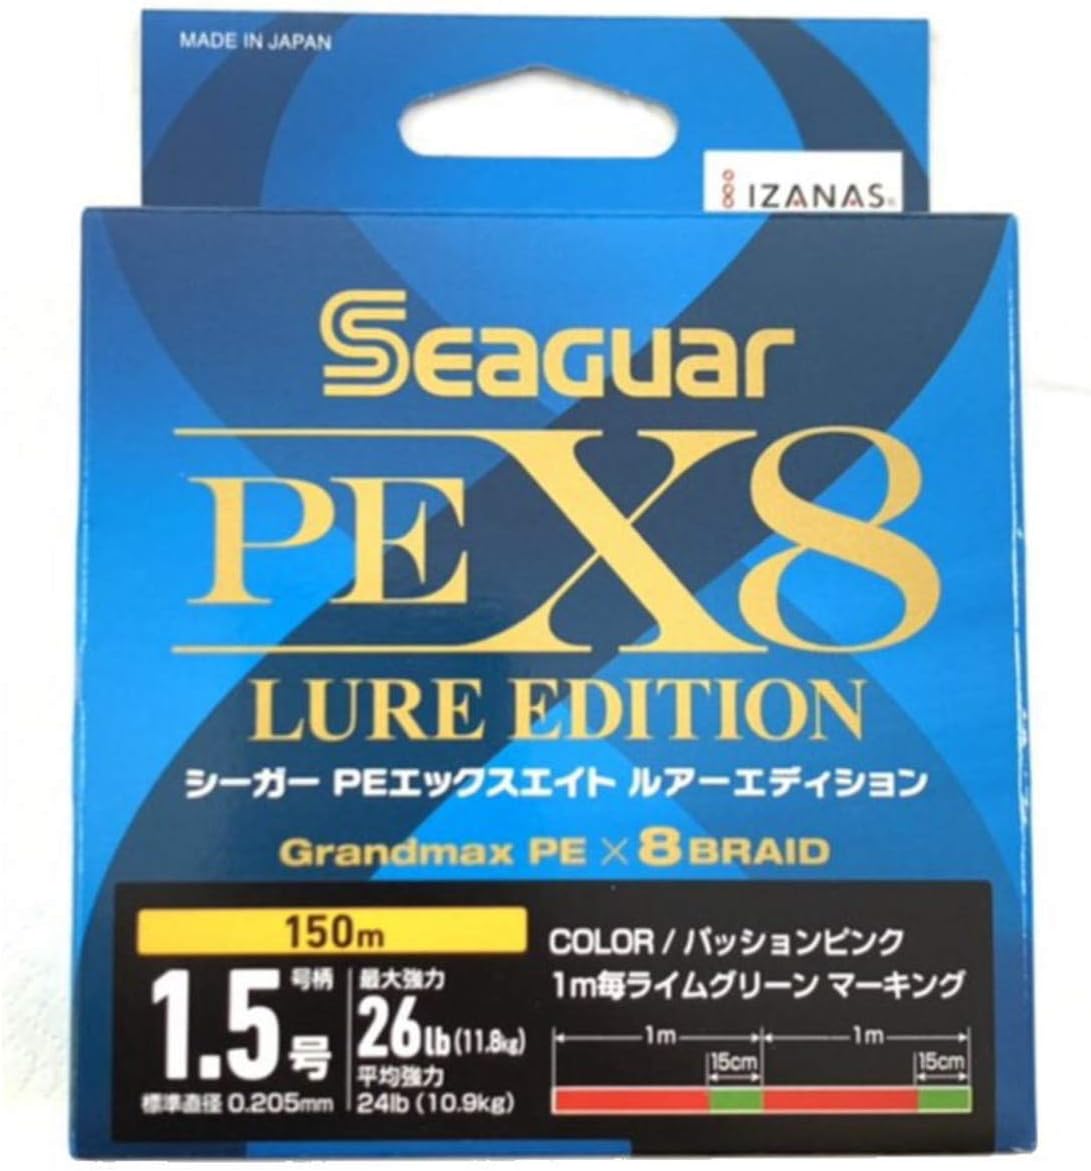 MADE IN JAPAN
IZANAS®
Seaguar
PEX8
LURE EDITION
シーガー PEエックスエイト ルアーエディション
Grandmax PE × 8 BRAID
150m
1.5号
号柄
標準直径 0.205mm
最大強力
26lb (11.8kg)
平均強力
24lb (10.9kg)
COLOR / パッションピンク
1m毎ライムグリーン マーキング
1m 1m
15cm 15cm